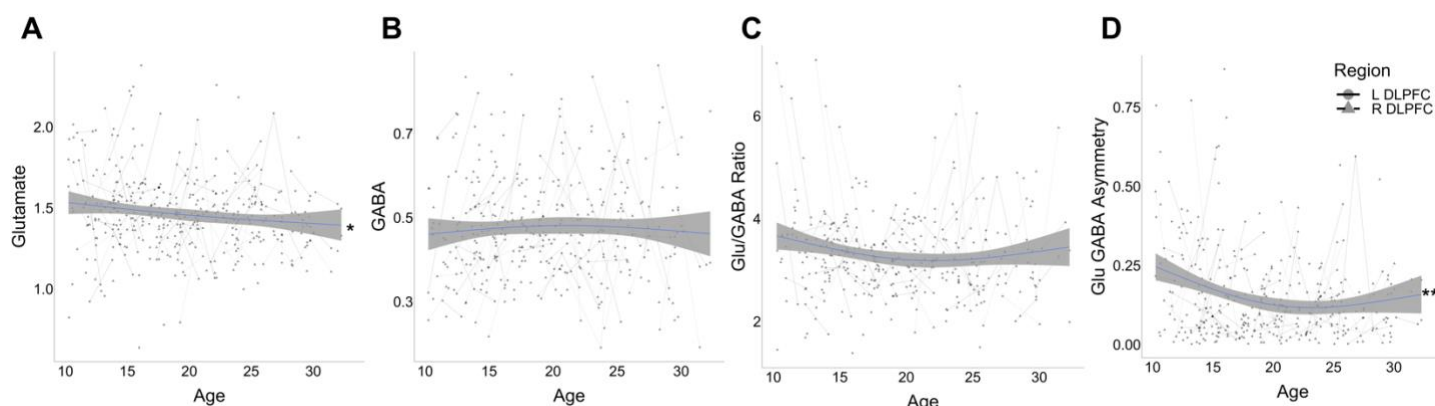 A
Glutamate
2.0
1.5
1.0
*
10 15 20 25 30
Age
B
GABA
0.7
0.5
0.3
10 15 20 25 30
Age
C
Glu/GABA Ratio
6
4
2
10 15 20 25 30
Age
D
Glu GABA Asymmetry
0.75
0.50
0.25
0.00
Region
L DLPFC
R DLPFC
**
10 15 20 25 30
Age